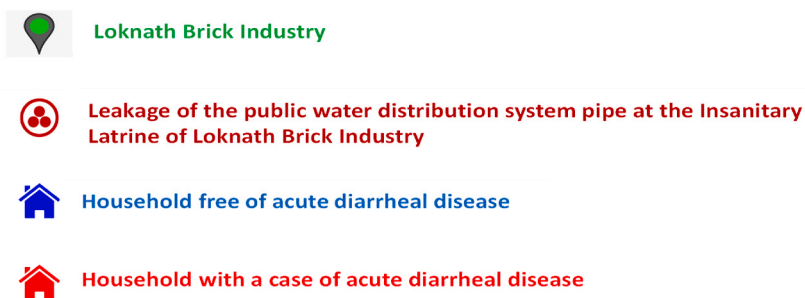 Loknath Brick Industry
Leakage of the public water distribution system pipe at the Insanitary
Latrine of Loknath Brick Industry
Household free of acute diarrheal disease
Household with a case of acute diarrheal disease